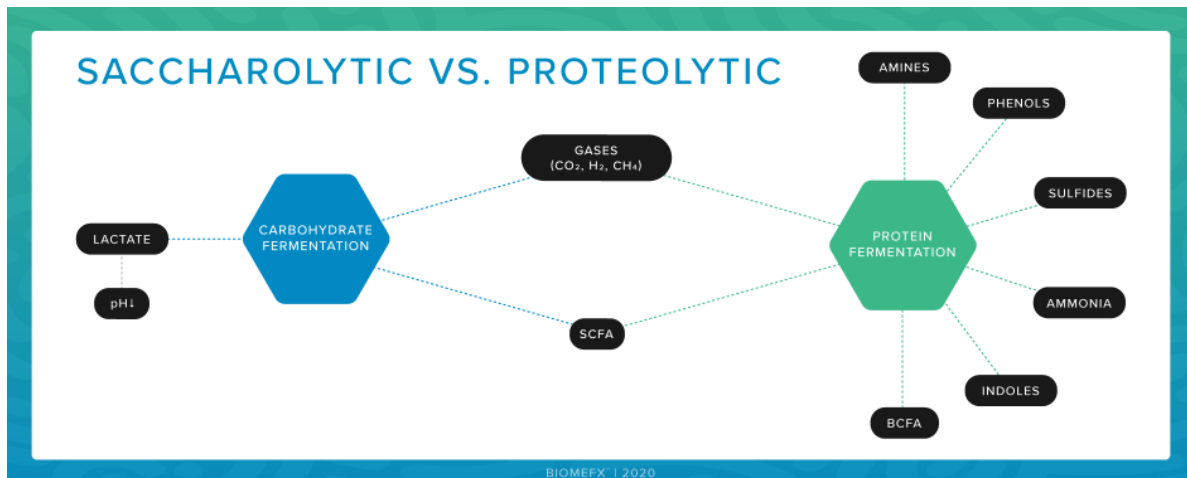 SACCHAROLYTIC VS. PROTEOLYTIC
AMINES
PHENOLS
GASES
(CO₂, H₂, CH₄)
SULFIDES
LACTATE
CARBOHYDRATE
FERMENTATION
PROTEIN
FERMENTATION
pH↓
AMMONIA
SCFA
INDOLES
BCFA
BIOMEFX™ | 2020